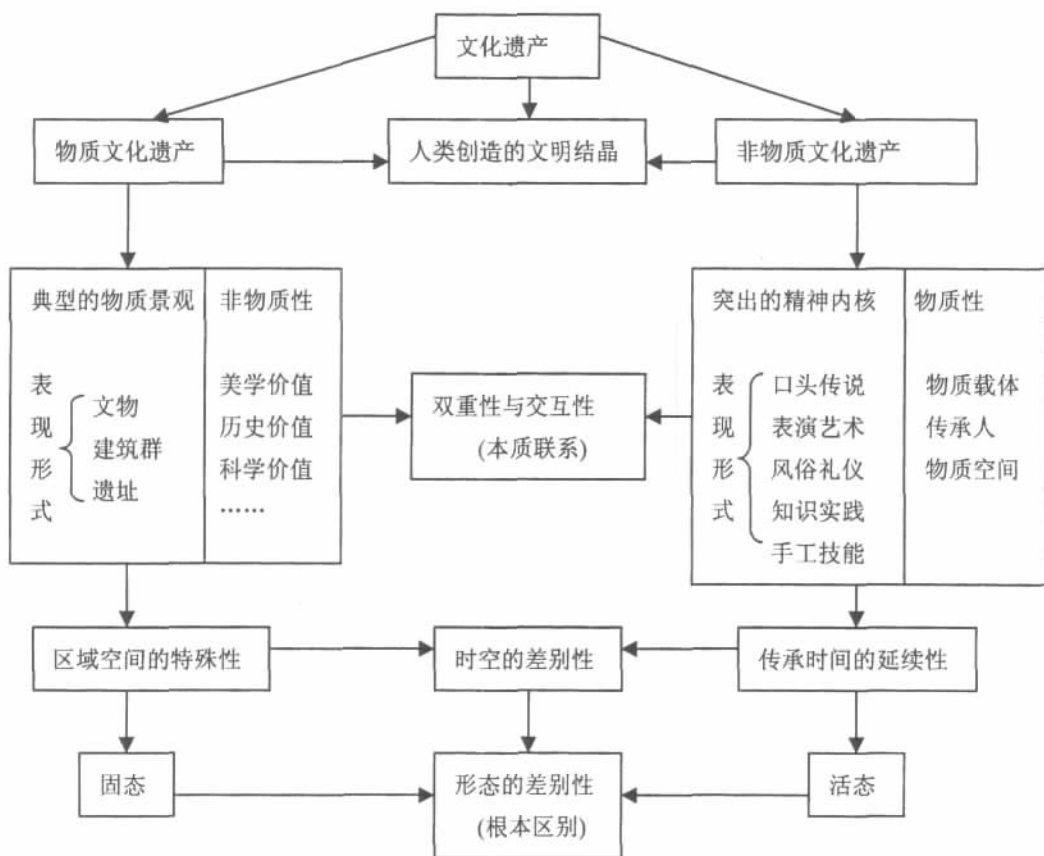 文化遗产
物质文化遗产
人类创造的文明结晶
非物质文化遗产
典型的物质景观
非物质性
表现形式
文物
建筑群
遗址
美学价值
历史价值
科学价值
……
双重性与交互性
(本质联系)
突出的精神内核
物质性
表现形式
口头传说
表演艺术
风俗礼仪
知识实践
手工技能
物质载体
传承人
物质空间
区域空间的特殊性
时空的差别性
传承时间的延续性
固态
形态的差别性
(根本区别)
活态